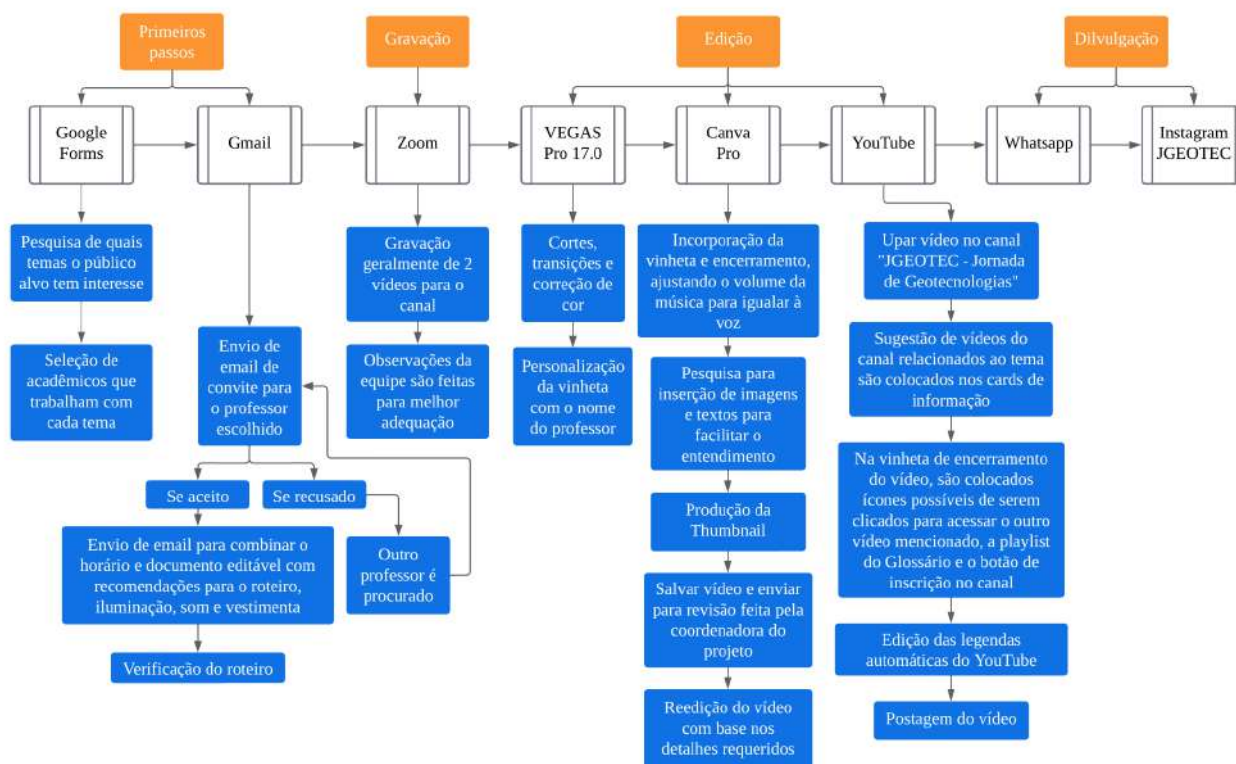 Primeiros
passos
Gravação
Edição
Dilvulgação
Google
Forms
Gmail
Zoom
VEGAS
Pro 17.0
Canva
Pro
YouTube
Whatsapp
Instagram
JGEOTEC
Pesquisa de quais
temas o público
alvo tem interesse
Seleção de
acadêmicos que
trabalham com
cada tema
Envio de
email de
convite para
o professor
escolhido
Se aceito
Se recusado
Envio de email para combinar o
horário e documento editável com
recomendações para o roteiro,
iluminação, som e vestimenta
Verificação do roteiro
Outro
professor é
procurado
Gravação
geralmente de 2
vídeos para o
canal
Observações da
equipe são feitas
para melhor
adequação
Cortes,
transições e
correção de
cor
Personalização
da vinheta
com o nome
do professor
Incorporação da
vinheta e encerramento,
ajustando o volume da
música para igualar à
voz
Pesquisa para
inserção de imagens
e textos para
facilitar o
entendimento
Produção da
Thumbnail
Salvar vídeo e enviar
para revisão feita pela
coordenadora do
projeto
Reedição do vídeo
com base nos
detalhes requeridos
Upar vídeo no canal
"JGEOTEC - Jornada
de Geotecnologias"
Sugestão de vídeos do
canal relacionados ao tema
são colocados nos cards de
informação
Na vinheta de encerramento
do vídeo, são colocados
ícones possíveis de serem
clicados para acessar o outro
vídeo mencionado, a playlist
do Glossário e o botão de
inscrição no canal
Edição das legendas
automáticas do YouTube
Postagem do vídeo